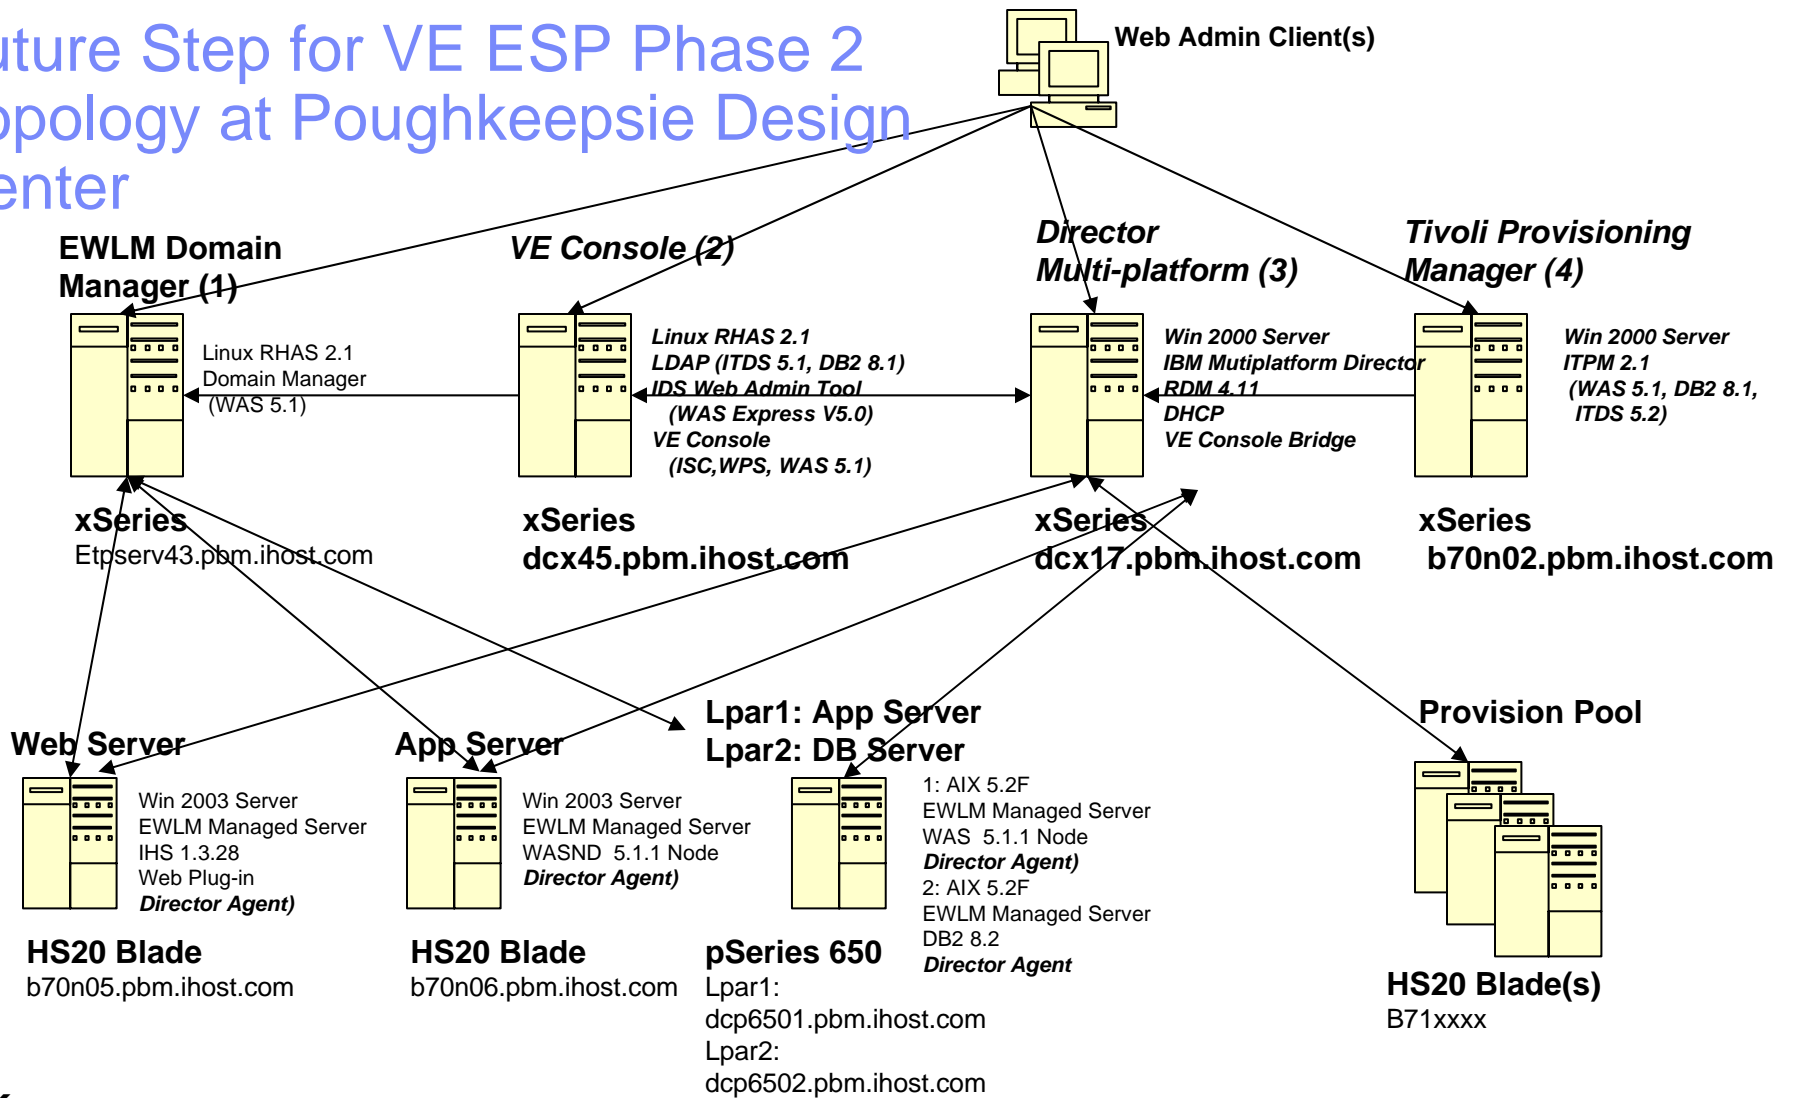 uture Step for VE ESP Phase 2
opology at Poughkeepsie Design
enter
Web Admin Client(s)
EWLM Domain
Manager (1)
VE Console (2)
Director
Multi-platform (3)
Tivoli Provisioning
Manager (4)
Linux RHAS 2.1
Domain Manager
(WAS 5.1)
Linux RHAS 2.1
LDAP (ITDS 5.1, DB2 8.1)
IDS Web Admin Tool
(WAS Express V5.0)
VE Console
(ISC,WPS, WAS 5.1)
Win 2000 Server
IBM Mutiplatform Director
RDM 4.11
DHCP
VE Console Bridge
Win 2000 Server
ITPM 2.1
(WAS 5.1, DB2 8.1,
ITDS 5.2)
xSeries
Etpserv43.pbm.ihost.com
xSeries
dcx45.pbm.ihost.com
xSeries
dcx17.pbm.ihost.com
xSeries
b70n02.pbm.ihost.com
Web Server
App Server
Lpar1: App Server
Lpar2: DB Server
Provision Pool
Win 2003 Server
EWLM Managed Server
IHS 1.3.28
Web Plug-in
Director Agent)
Win 2003 Server
EWLM Managed Server
WASND 5.1.1 Node
Director Agent)
1: AIX 5.2F
EWLM Managed Server
WAS 5.1.1 Node
Director Agent)
2: AIX 5.2F
EWLM Managed Server
DB2 8.2
Director Agent
HS20 Blade
b70n05.pbm.ihost.com
HS20 Blade
b70n06.pbm.ihost.com
pSeries 650
Lpar1:
dcp6501.pbm.ihost.com
Lpar2:
dcp6502.pbm.ihost.com
HS20 Blade(s)
B71xxxx